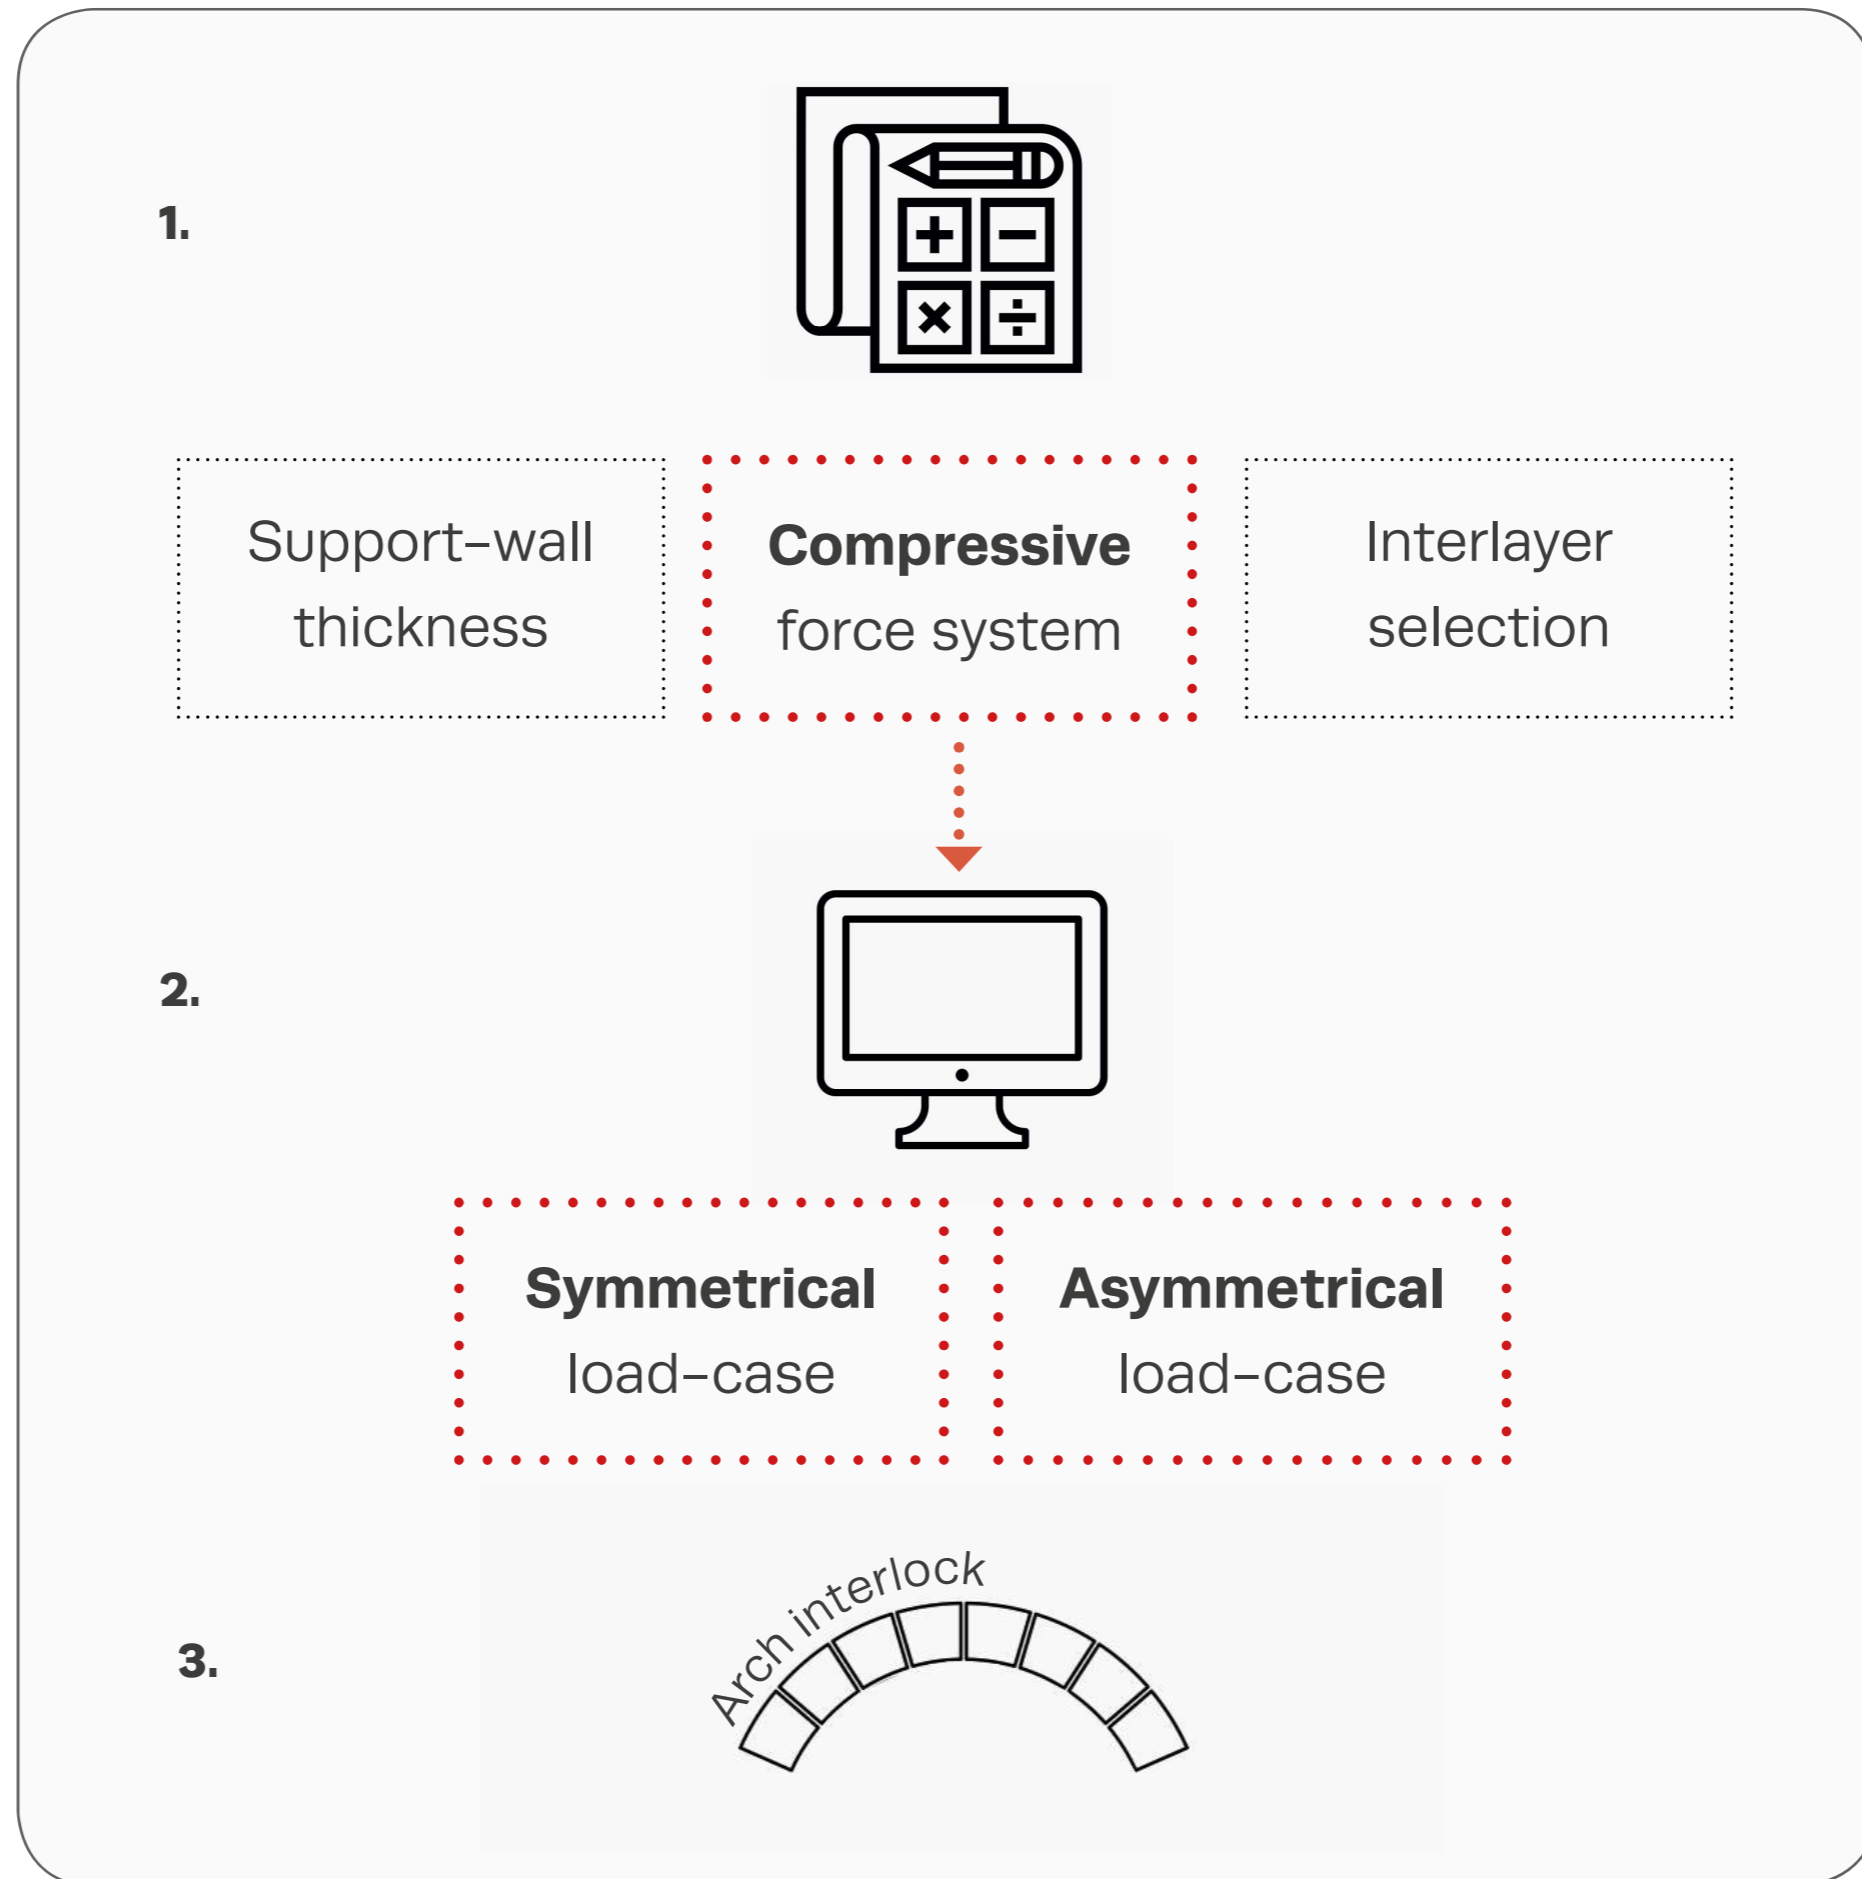 1.
+ −
× ÷
Support-wall
thickness
Compressive
force system
Interlayer
selection
2.
Symmetrical
load-case
Asymmetrical
load-case
3.
Arch interlock